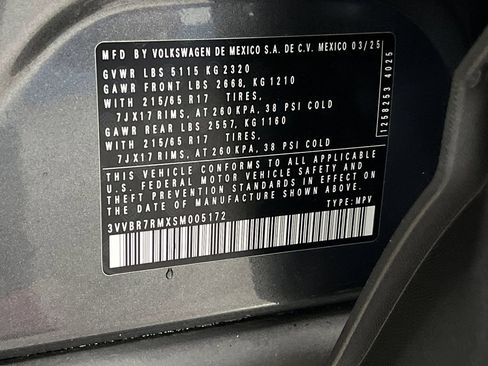 MFD BY VOLKSWAGEN DE MEXICO S.A. DE C.V. MEXICO 03/25
GVWR LBS 5115 KG 2320
GAWR FRONT LBS 2668, KG 1210
WITH 215/65 R17 TIRES,
7JX17 RIMS, AT 260 KPA, 38 PSI COLD
GAWR REAR LBS 2557, KG 1160
WITH 215/65 R17 TIRES,
7JX17 RIMS, AT 260 KPA, 38 PSI COLD
THIS VEHICLE CONFORMS TO ALL APPLICABLE
U.S. FEDERAL MOTOR VEHICLE SAFETY AND
THEFT PREVENTION STANDARDS IN EFFECT ON
THE DATE OF MANUFACTURE SHOWN ABOVE.
3VVBR7RMXSM005172 TYPE: MPV
1258253 4025